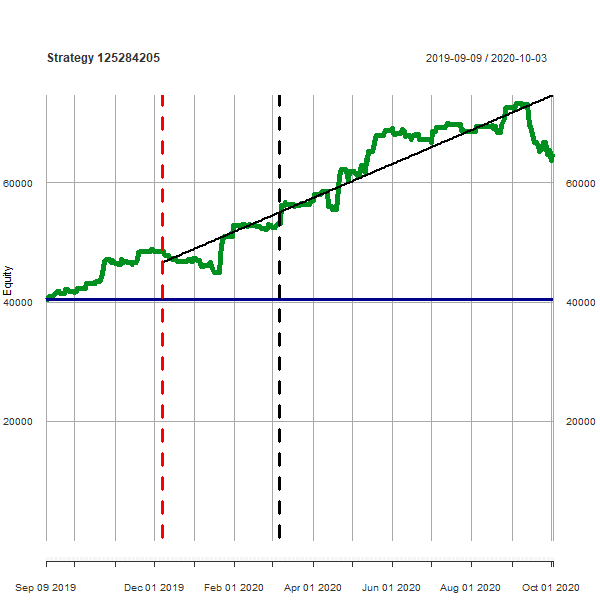 Strategy 125284205
2019-09-09 / 2020-10-03
60000
60000
Equity
40000
40000
20000
20000
Sep 09 2019
Dec 01 2019
Feb 01 2020
Apr 01 2020
Jun 01 2020
Aug 01 2020
Oct 01 2020